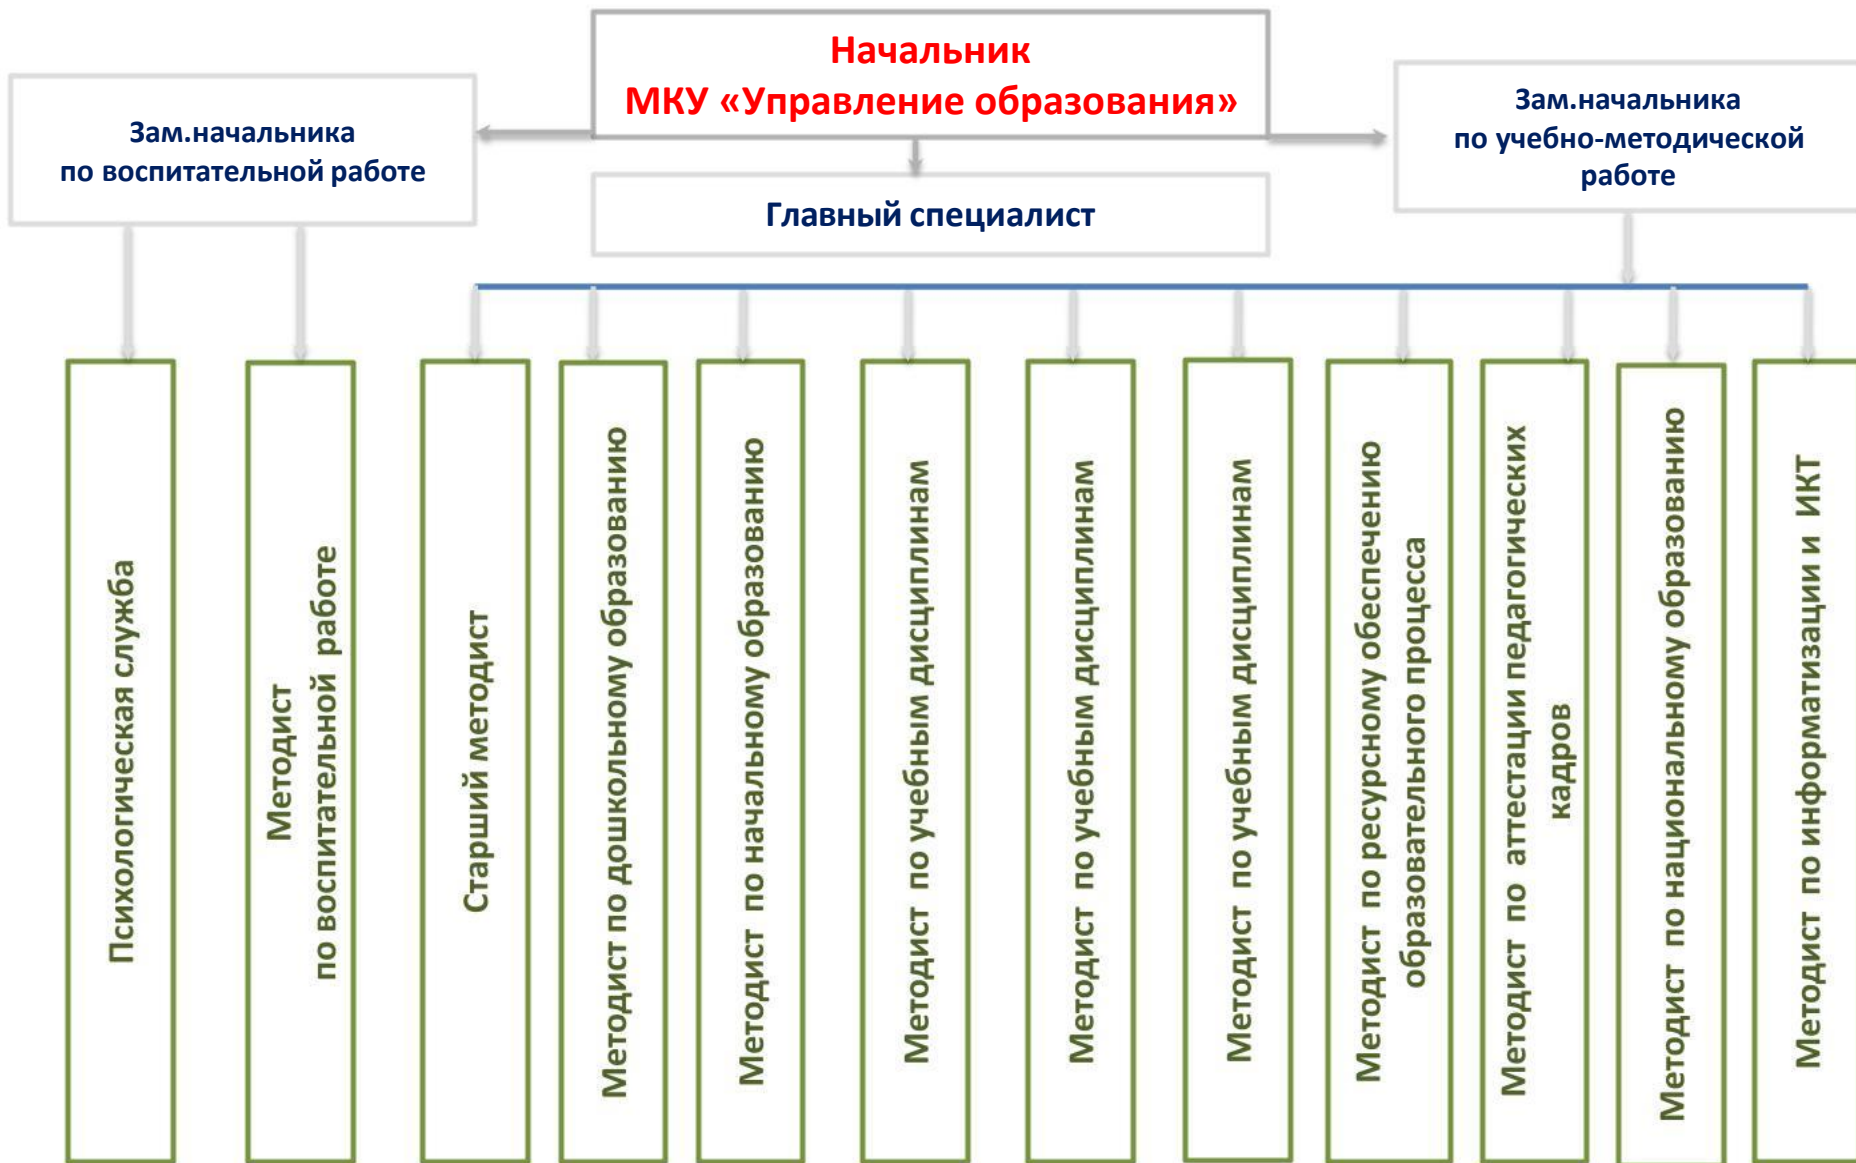 Начальник
МКУ «Управление образования»
Зам.начальника
по воспитательной работе
Зам.начальника
по учебно-методической
работе
Главный специалист
Психологическая служба
Методист
по воспитательной работе
Старший методист
Методист по дошкольному образованию
Методист по начальному образованию
Методист по учебным дисциплинам
Методист по учебным дисциплинам
Методист по учебным дисциплинам
Методист по ресурсному обеспечению
образовательного процесса
Методист по аттестации педагогических
кадров
Методист по национальному образованию
Методист по информатизации и ИКТ